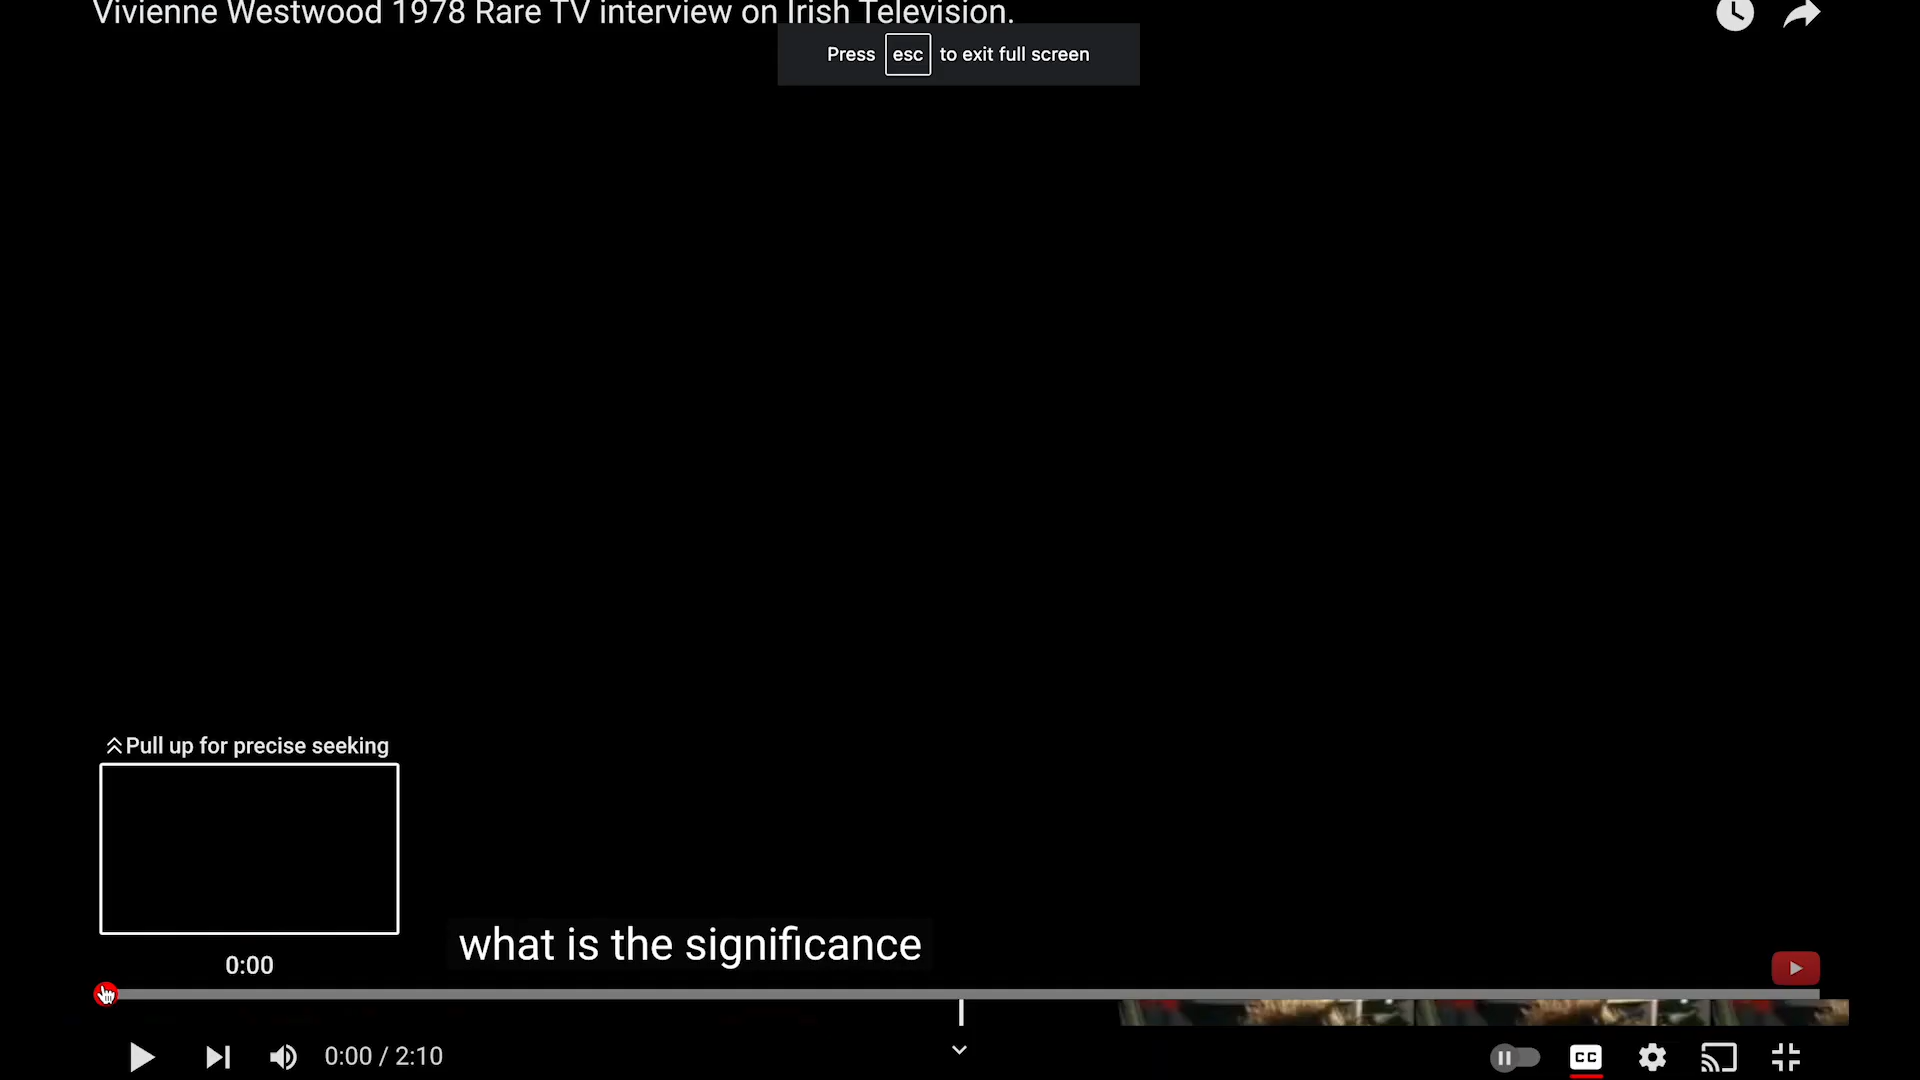 Vivienne Westwood 1978 Rare TV interview on Irish Television.
Press esc to exit full screen
Pull up for precise seeking
what is the significance
0:00
0:00 / 2:10
CC